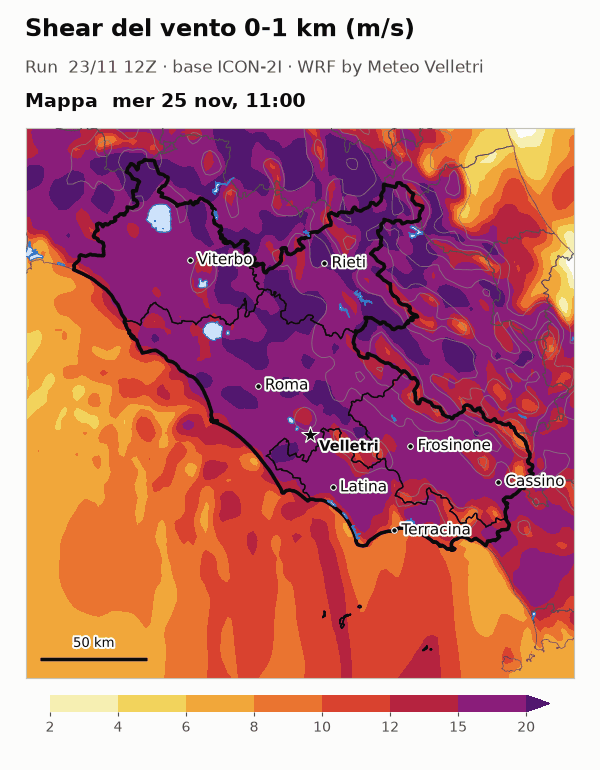 Shear del vento 0-1 km (m/s)
Run  23/11 12Z · base ICON-2I · WRF by Meteo Velletri
Mappa  mer 25 nov, 11:00
Viterbo
Rieti
Roma
Velletri
Frosinone
Latina
Cassino
Terracina
50 km
2 4 6 8 10 12 15 20